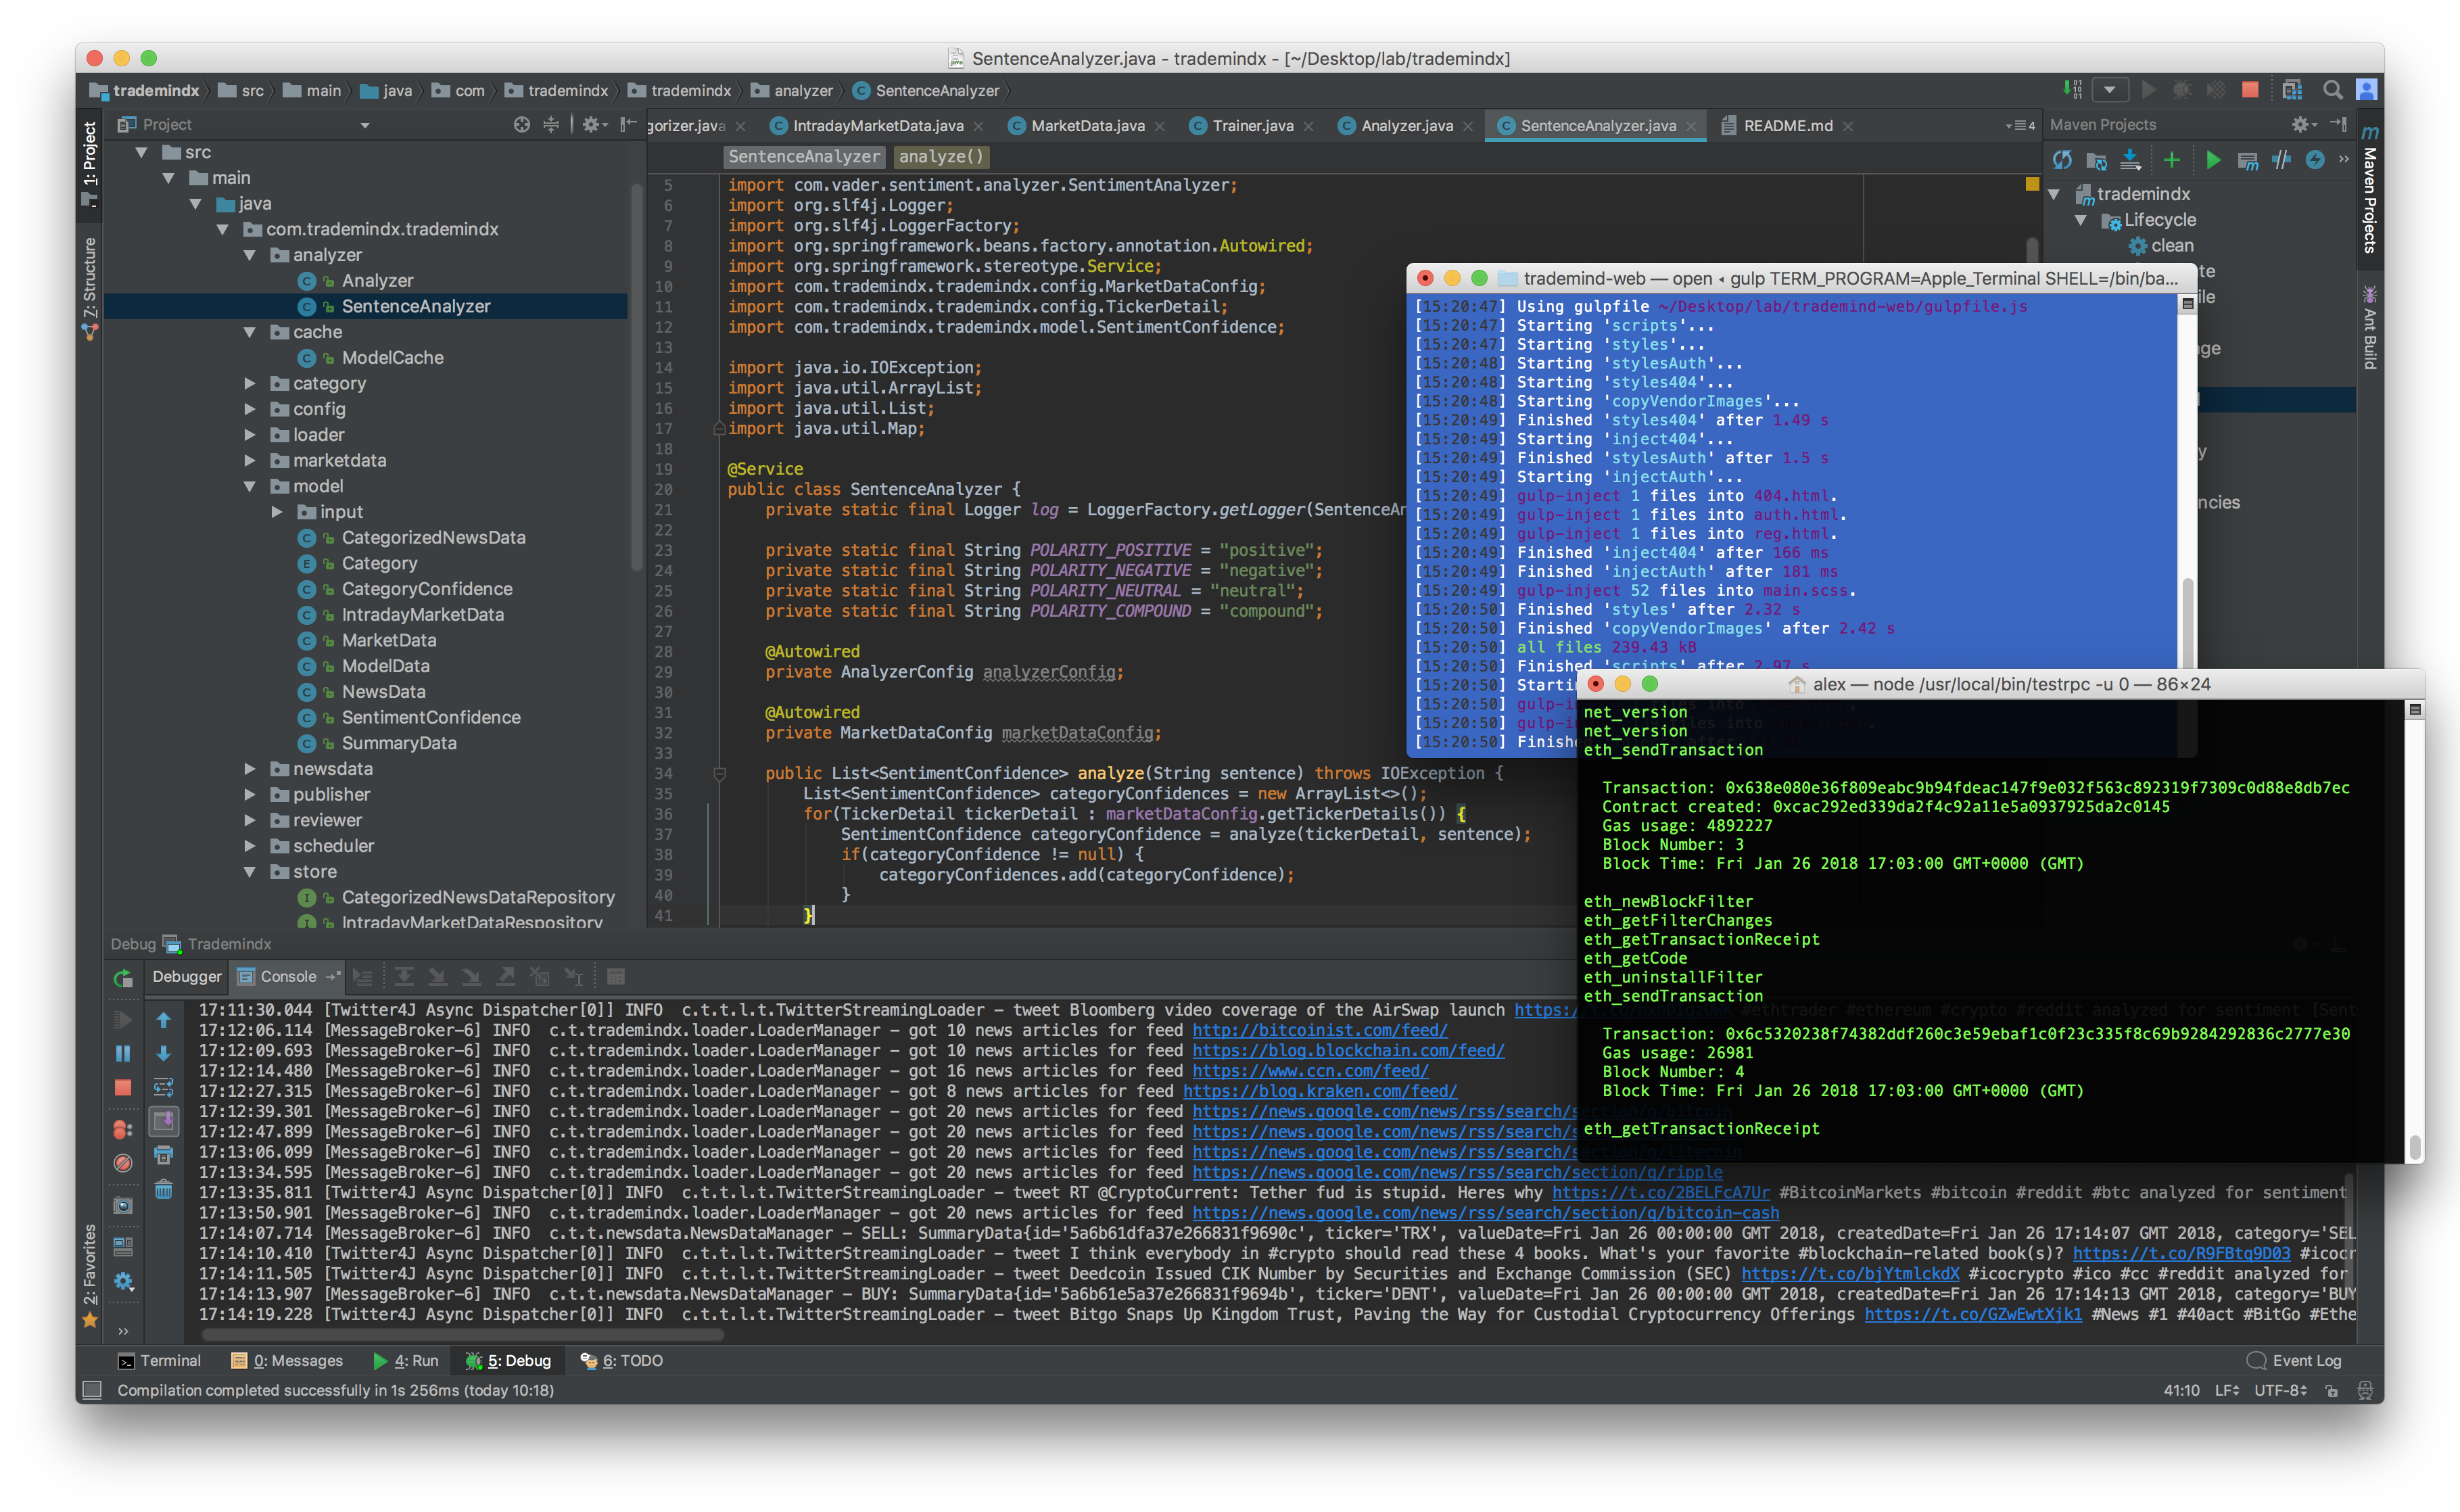 SentenceAnalyzer.java - trademindx - [~/Desktop/lab/trademindx]
trademindx src main java com trademindx trademindx analyzer SentenceAnalyzer
1: Project
Z: Structure
2: Favorites
Project
src
main
java
com.trademindx.trademindx
analyzer
Analyzer
SentenceAnalyzer
cache
ModelCache
category
config
loader
marketdata
model
input
CategorizedNewsData
Category
CategoryConfidence
IntradayMarketData
MarketData
ModelData
NewsData
SentimentConfidence
SummaryData
newsdata
publisher
reviewer
scheduler
store
CategorizedNewsDataRepository
IntradayMarketDataRespository
gorizer.java IntradayMarketData.java MarketData.java Trainer.java Analyzer.java SentenceAnalyzer.java README.md 4
SentenceAnalyzer analyze()
5 import com.vader.sentiment.analyzer.SentimentAnalyzer;
6 import org.slf4j.Logger;
7 import org.slf4j.LoggerFactory;
8 import org.springframework.beans.factory.annotation.Autowired;
9 import org.springframework.stereotype.Service;
10 import com.trademindx.trademindx.config.MarketDataConfig;
11 import com.trademindx.trademindx.config.TickerDetail;
12 import com.trademindx.trademindx.model.SentimentConfidence;
13
14 import java.io.IOException;
15 import java.util.ArrayList;
16 import java.util.List;
17 import java.util.Map;
18
19 @Service
20 public class SentenceAnalyzer {
21 private static final Logger log = LoggerFactory.getLogger(SentenceAn
22
23 private static final String POLARITY_POSITIVE = "positive";
24 private static final String POLARITY_NEGATIVE = "negative";
25 private static final String POLARITY_NEUTRAL = "neutral";
26 private static final String POLARITY_COMPOUND = "compound";
27
28 @Autowired
29 private AnalyzerConfig analyzerConfig;
30
31 @Autowired
32 private MarketDataConfig marketDataConfig;
33
34 public List<SentimentConfidence> analyze(String sentence) throws IOException {
35 List<SentimentConfidence> categoryConfidences = new ArrayList<>();
36 for(TickerDetail tickerDetail : marketDataConfig.getTickerDetails()) {
37 SentimentConfidence categoryConfidence = analyze(tickerDetail, sentence);
38 if(categoryConfidence != null) {
39 categoryConfidences.add(categoryConfidence);
40 }
41 }
Maven Projects
trademindx
Lifecycle
clean
te
ile
ge
y
ncies
Maven Projects
Ant Build
trademind-web — open ◂ gulp TERM_PROGRAM=Apple_Terminal SHELL=/bin/ba...
[15:20:47] Using gulpfile ~/Desktop/lab/trademind-web/gulpfile.js
[15:20:47] Starting 'scripts'...
[15:20:47] Starting 'styles'...
[15:20:48] Starting 'stylesAuth'...
[15:20:48] Starting 'styles404'...
[15:20:48] Starting 'copyVendorImages'...
[15:20:49] Finished 'styles404' after 1.49 s
[15:20:49] Starting 'inject404'...
[15:20:49] Finished 'stylesAuth' after 1.5 s
[15:20:49] Starting 'injectAuth'...
[15:20:49] gulp-inject 1 files into 404.html.
[15:20:49] gulp-inject 1 files into auth.html.
[15:20:49] gulp-inject 1 files into reg.html.
[15:20:49] Finished 'inject404' after 166 ms
[15:20:49] Finished 'injectAuth' after 181 ms
[15:20:49] gulp-inject 52 files into main.scss.
[15:20:50] Finished 'styles' after 2.32 s
[15:20:50] Finished 'copyVendorImages' after 2.42 s
[15:20:50] all files 239.43 kB
[15:20:50] Finished 'scripts' after 2.97 s
[15:20:50] Starti
[15:20:50] gulp-i
[15:20:50] gulp-i
[15:20:50] Finish
alex — node /usr/local/bin/testrpc -u 0 — 86×24
net_version
net_version
eth_sendTransaction
Transaction: 0x638e080e36f809eabc9b94fdeac147f9e032f563c892319f7309c0d88e8db7ec
Contract created: 0xcac292ed339da2f4c92a11e5a0937925da2c0145
Gas usage: 4892227
Block Number: 3
Block Time: Fri Jan 26 2018 17:03:00 GMT+0000 (GMT)
eth_newBlockFilter
eth_getFilterChanges
eth_getTransactionReceipt
eth_getCode
eth_uninstallFilter
eth_sendTransaction
Transaction: 0x6c5320238f74382ddf260c3e59ebaf1c0f23c335f8c69b9284292836c2777e30
Gas usage: 26981
Block Number: 4
Block Time: Fri Jan 26 2018 17:03:00 GMT+0000 (GMT)
eth_getTransactionReceipt
Debug Trademindx
Debugger Console
17:11:30.044 [Twitter4J Async Dispatcher[0]] INFO c.t.t.l.t.TwitterStreamingLoader – tweet Bloomberg video coverage of the AirSwap launch https: #ethtrader #ethereum #crypto #reddit analyzed for sentiment [Sent
17:12:06.114 [MessageBroker-6] INFO c.t.trademindx.loader.LoaderManager – got 10 news articles for feed http://bitcoinist.com/feed/
17:12:09.693 [MessageBroker-6] INFO c.t.trademindx.loader.LoaderManager – got 10 news articles for feed https://blog.blockchain.com/feed/
17:12:14.480 [MessageBroker-6] INFO c.t.trademindx.loader.LoaderManager – got 16 news articles for feed https://www.ccn.com/feed/
17:12:27.315 [MessageBroker-6] INFO c.t.trademindx.loader.LoaderManager – got 8 news articles for feed https://blog.kraken.com/feed/
17:12:39.301 [MessageBroker-6] INFO c.t.trademindx.loader.LoaderManager – got 20 news articles for feed https://news.google.com/news/rss/search/section/q/bitcoin
17:12:47.899 [MessageBroker-6] INFO c.t.trademindx.loader.LoaderManager – got 20 news articles for feed https://news.google.com/news/rss/search/s
17:13:06.099 [MessageBroker-6] INFO c.t.trademindx.loader.LoaderManager – got 20 news articles for feed https://news.google.com/news/rss/search/section/q/litecoin
17:13:34.595 [MessageBroker-6] INFO c.t.trademindx.loader.LoaderManager – got 20 news articles for feed https://news.google.com/news/rss/search/section/q/ripple
17:13:35.811 [Twitter4J Async Dispatcher[0]] INFO c.t.t.l.t.TwitterStreamingLoader – tweet RT @CryptoCurrent: Tether fud is stupid. Heres why https://t.co/2BELFcA7Ur #BitcoinMarkets #bitcoin #reddit #btc analyzed for sentiment
17:13:50.901 [MessageBroker-6] INFO c.t.trademindx.loader.LoaderManager – got 20 news articles for feed https://news.google.com/news/rss/search/section/q/bitcoin-cash
17:14:07.714 [MessageBroker-6] INFO c.t.t.newsdata.NewsDataManager – SELL: SummaryData{id='5a6b61dfa37e266831f9690c', ticker='TRX', valueDate=Fri Jan 26 00:00:00 GMT 2018, createdDate=Fri Jan 26 17:14:07 GMT 2018, category='SEL
17:14:10.410 [Twitter4J Async Dispatcher[0]] INFO c.t.t.l.t.TwitterStreamingLoader – tweet I think everybody in #crypto should read these 4 books. What's your favorite #blockchain-related book(s)? https://t.co/R9FBtq9D03 #icocr
17:14:11.505 [Twitter4J Async Dispatcher[0]] INFO c.t.t.l.t.TwitterStreamingLoader – tweet Deedcoin Issued CIK Number by Securities and Exchange Commission (SEC) https://t.co/bjYtmlckdX #icocrypto #ico #cc #reddit analyzed for
17:14:13.907 [MessageBroker-6] INFO c.t.t.newsdata.NewsDataManager – BUY: SummaryData{id='5a6b61e5a37e266831f9694b', ticker='DENT', valueDate=Fri Jan 26 00:00:00 GMT 2018, createdDate=Fri Jan 26 17:14:13 GMT 2018, category='BUY
17:14:19.228 [Twitter4J Async Dispatcher[0]] INFO c.t.t.l.t.TwitterStreamingLoader – tweet Bitgo Snaps Up Kingdom Trust, Paving the Way for Custodial Cryptocurrency Offerings https://t.co/GZwEwtXjk1 #News #1 #40act #BitGo #Ethe
Terminal 0: Messages 4: Run 5: Debug 6: TODO Event Log
Compilation completed successfully in 1s 256ms (today 10:18) 41:10 LF UTF-8